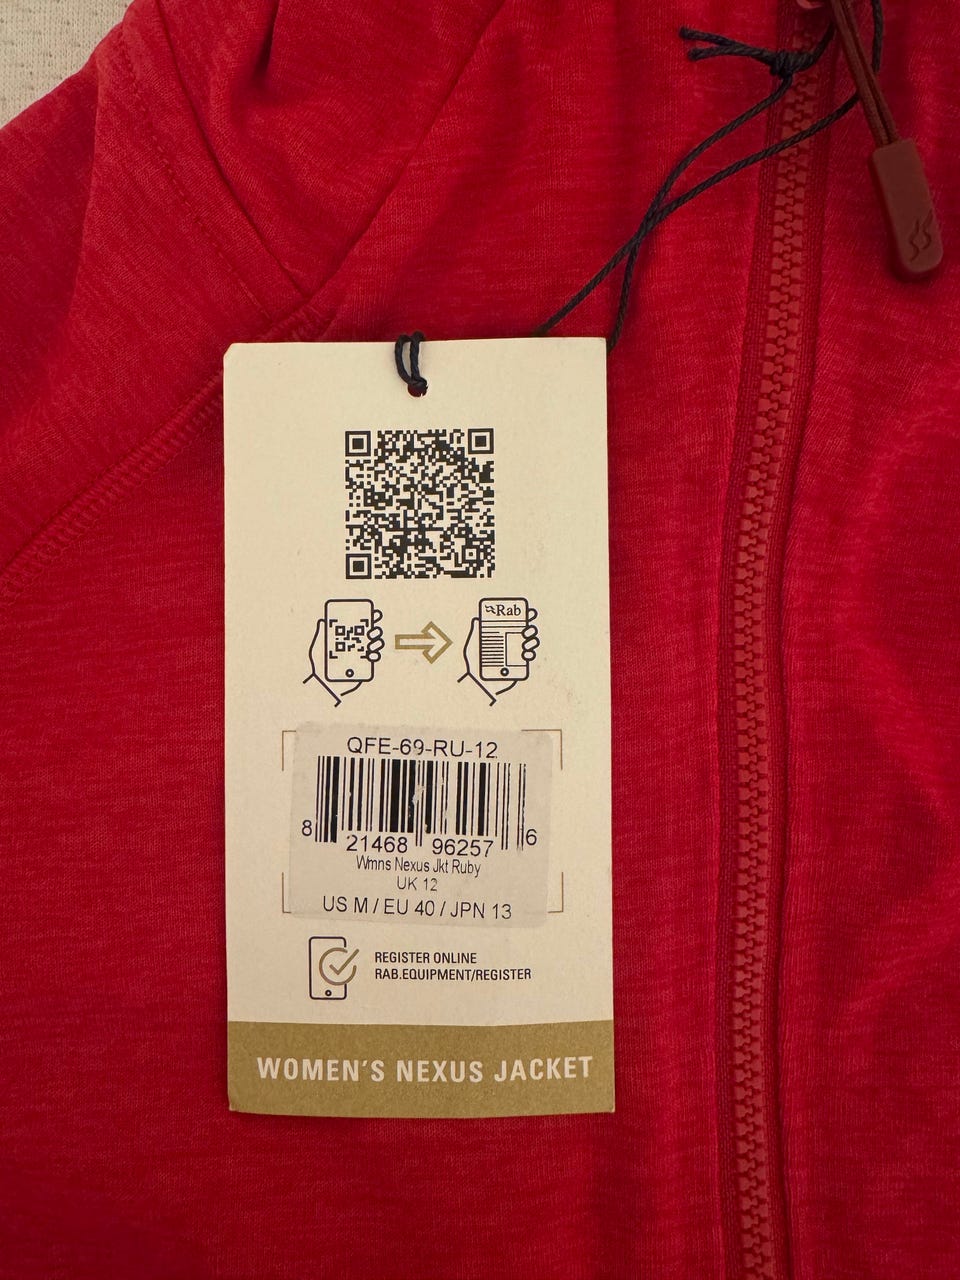 Rab
QFE-69-RU-12
8 21468 96257 6
Wmns Nexus Jkt Ruby
UK 12
US M / EU 40 / JPN 13
REGISTER ONLINE
RAB.EQUIPMENT/REGISTER
WOMEN'S NEXUS JACKET